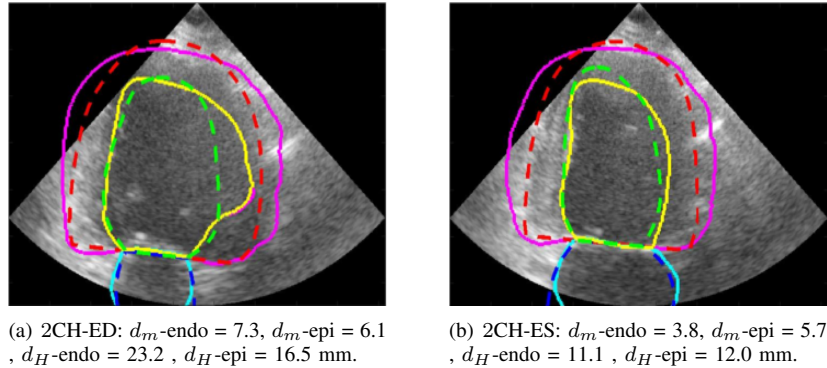 (a) 2CH-ED: d_m-endo = 7.3, d_m-epi = 6.1
, d_H-endo = 23.2 , d_H-epi = 16.5 mm.
(b) 2CH-ES: d_m-endo = 3.8, d_m-epi = 5.7
, d_H-endo = 11.1 , d_H-epi = 12.0 mm.